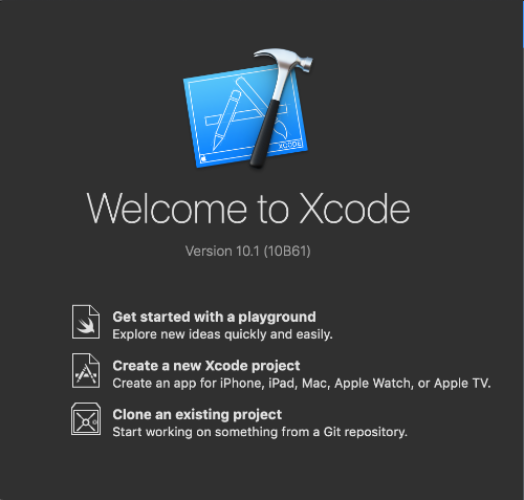 XCODE
Welcome to Xcode
Version 10.1 (10B61)
Get started with a playground
Explore new ideas quickly and easily.
Create a new Xcode project
Create an app for iPhone, iPad, Mac, Apple Watch, or Apple TV.
Clone an existing project
Start working on something from a Git repository.